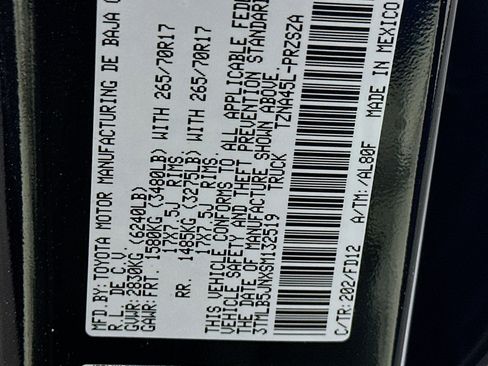 MFD. BY: TOYOTA MOTOR MANUFACTURING DE BAJA
R.L. DE C.V.
GVWR: 2830KG (6240LB)
GAWR: FRT. 1580KG (3480LB) WITH 265/70R17
17X7.5J RIMS
RR. 1485KG (3275LB) WITH 265/70R17
17X7.5J RIMS.
THIS VEHICLE CONFORMS TO ALL APPLICABLE
VEHICLE SAFETY AND THEFT PREVENTION STANDARDS
THE DATE OF MANUFACTURE SHOWN ABOVE.
3TMLB5JNXSM132519 TRUCK TZNA45L-PRZSZA
C/TR: 202/FD12 A/TM: /AL80F MADE IN MEXICO